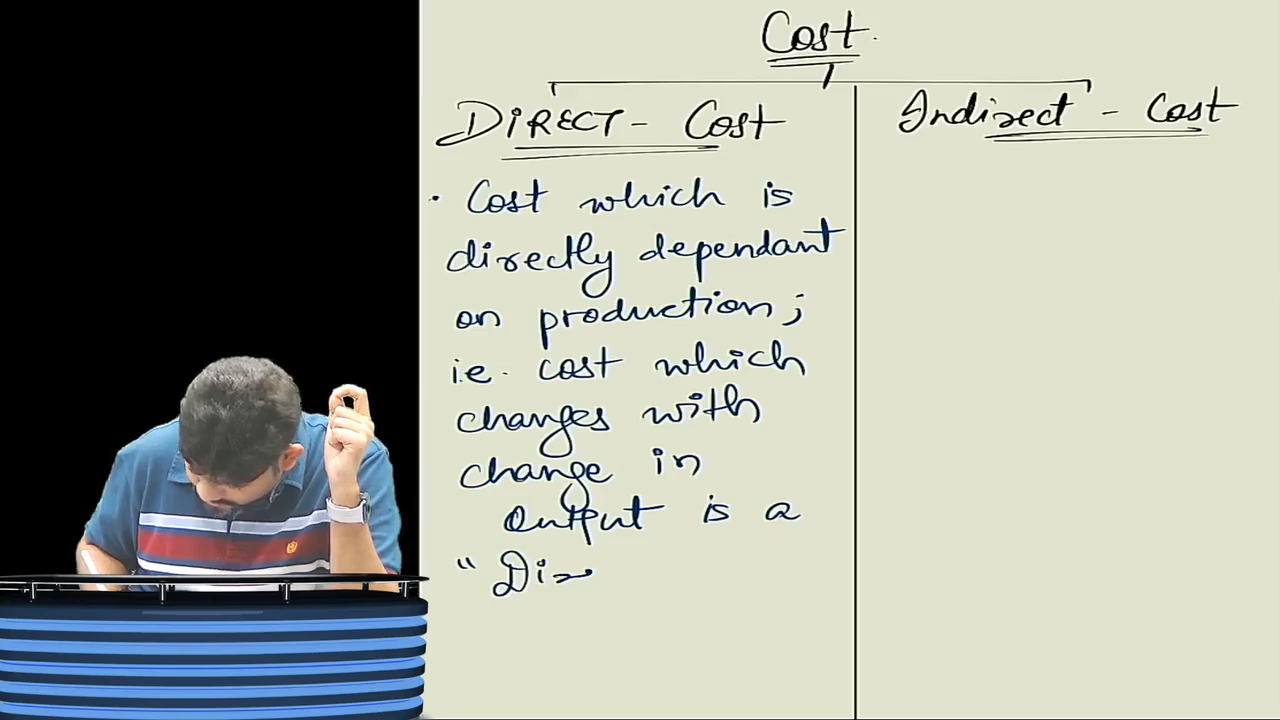 Cost.
DIRECT - Cost
Indirect - Cost
• Cost which is
directly dependant
on production;
i.e. cost which
changes with
change in
Output is a
"Dir